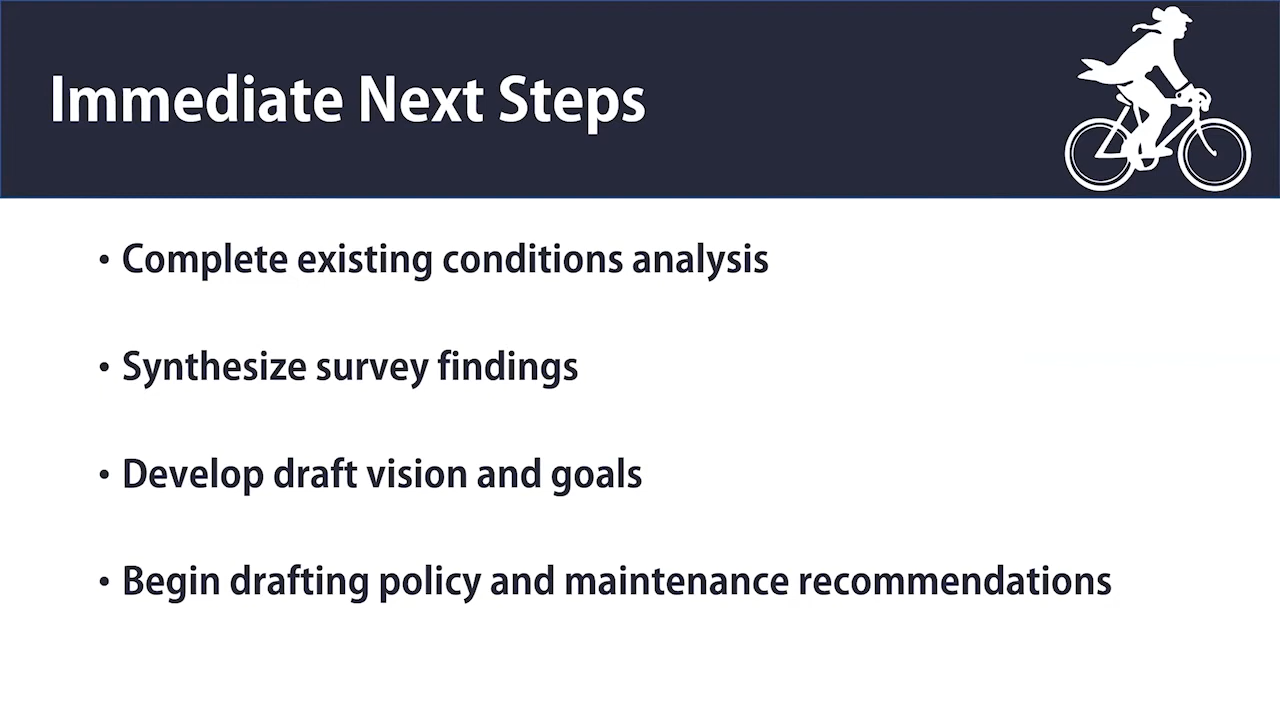 Immediate Next Steps
• Complete existing conditions analysis
• Synthesize survey findings
• Develop draft vision and goals
• Begin drafting policy and maintenance recommendations